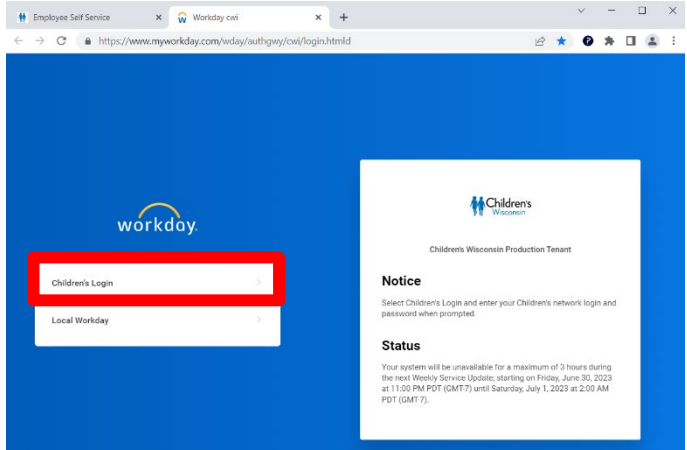 Employee Self Service
Workday cwi
https://www.myworkday.com/wday/authgwy/cwi/login.htmld
workday.
Children's Login
Local Workday
Children's
Wisconsin
Children's Wisconsin Production Tenant
Notice
Select Children's Login and enter your Children's network login and
password when prompted.
Status
Your system will be unavailable for a maximum of 3 hours during
the next Weekly Service Update; starting on Friday, June 30, 2023
at 11:00 PM PDT (GMT-7) until Saturday, July 1, 2023 at 2:00 AM
PDT (GMT-7).